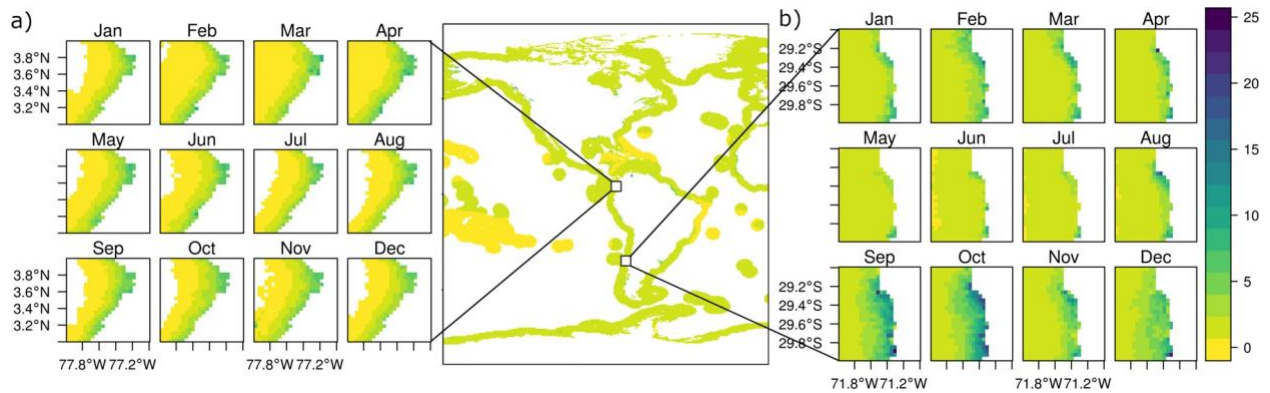 a)
Jan Feb Mar Apr
3.8°N
3.6°N
3.4°N
3.2°N
May Jun Jul Aug
Sep Oct Nov Dec
3.8°N
3.6°N
3.4°N
3.2°N
77.8°W 77.2°W 77.8°W 77.2°W
b)
Jan Feb Mar Apr
29.2°S
29.4°S
29.6°S
29.8°S
May Jun Jul Aug
Sep Oct Nov Dec
29.2°S
29.4°S
29.6°S
29.8°S
71.8°W 71.2°W 71.8°W 71.2°W
25
20
15
10
5
0